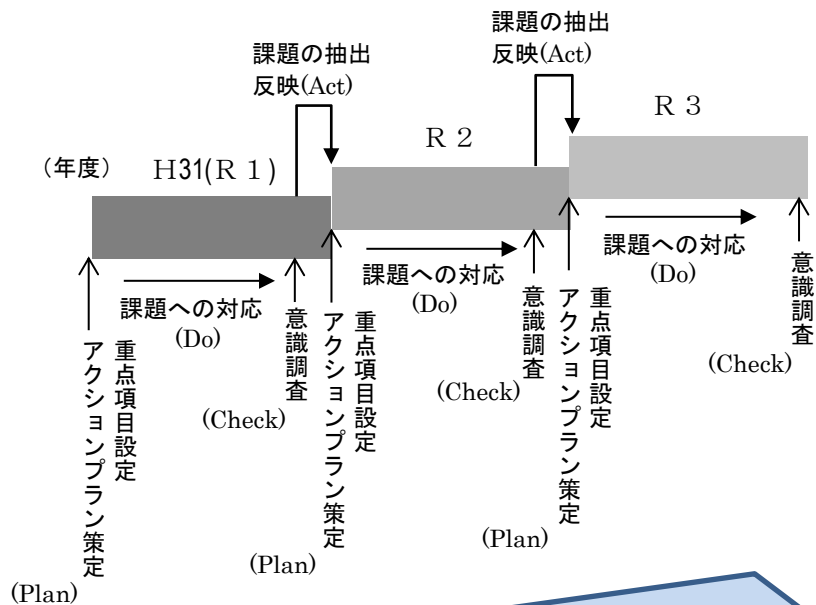 課題の抽出
反映(Act)
課題の抽出
反映(Act)
（年度）
H31(R 1)
R 2
R 3
課題への対応
(Do)
課題への対応
(Do)
課題への対応
(Do)
重点項目設定
アクションプラン策定
(Plan)
意識調査
(Check)
重点項目設定
アクションプラン策定
(Plan)
意識調査
(Check)
重点項目設定
アクションプラン策定
(Plan)
意識調査
(Check)